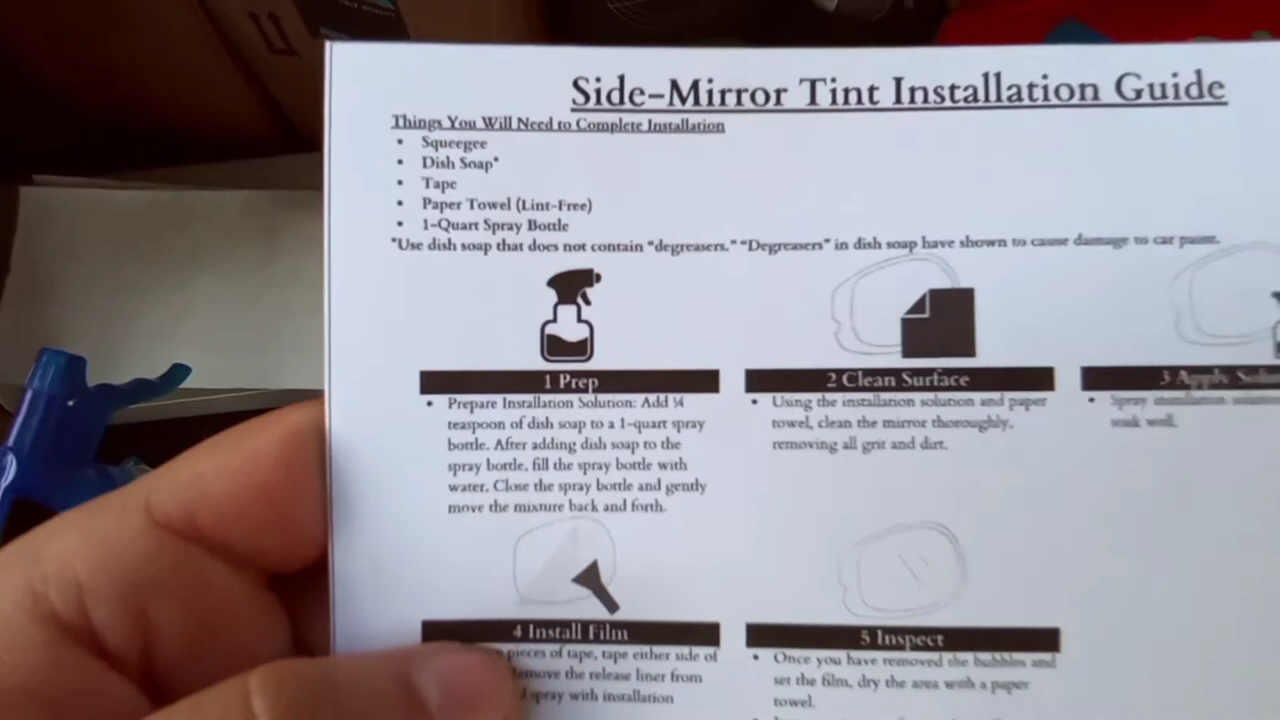 Side-Mirror Tint Installation Guide
Things You Will Need to Complete Installation
• Squeegee
• Dish Soap*
• Tape
• Paper Towel (Lint-Free)
• 1-Quart Spray Bottle
*Use dish soap that does not contain "degreasers." "Degreasers" in dish soap have shown to cause damage to car paint.
1 Prep
• Prepare Installation Solution: Add ¼
teaspoon of dish soap to a 1-quart spray
bottle. After adding dish soap to the
spray bottle, fill the spray bottle with
water. Close the spray bottle and gently
move the mixture back and forth.
2 Clean Surface
• Using the installation solution and paper
towel, clean the mirror thoroughly,
removing all grit and dirt.
3 Apply
• Spray installation
soak well.
4 Install Film
pieces of tape, tape either side of
remove the release liner from
spray with installation
5 Inspect
• Once you have removed the bubbles and
set the film, dry the area with a paper
towel.